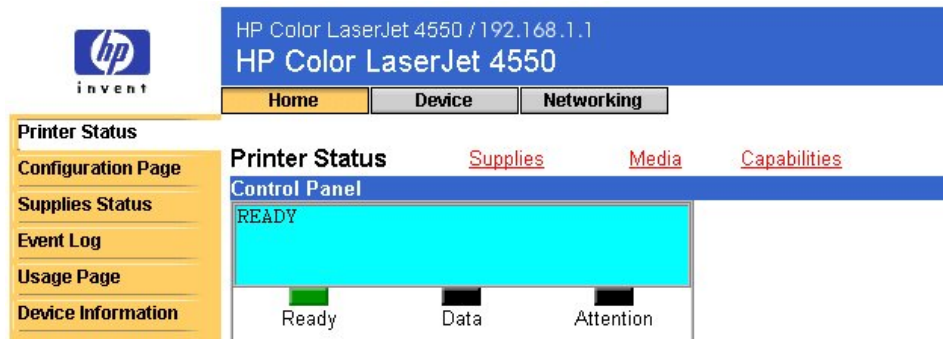 hp
invent
HP Color LaserJet 4550 / 192.168.1.1
HP Color LaserJet 4550
Home Device Networking
Printer Status
Configuration Page
Supplies Status
Event Log
Usage Page
Device Information
Printer Status Supplies Media Capabilities
Control Panel
READY
Ready Data Attention